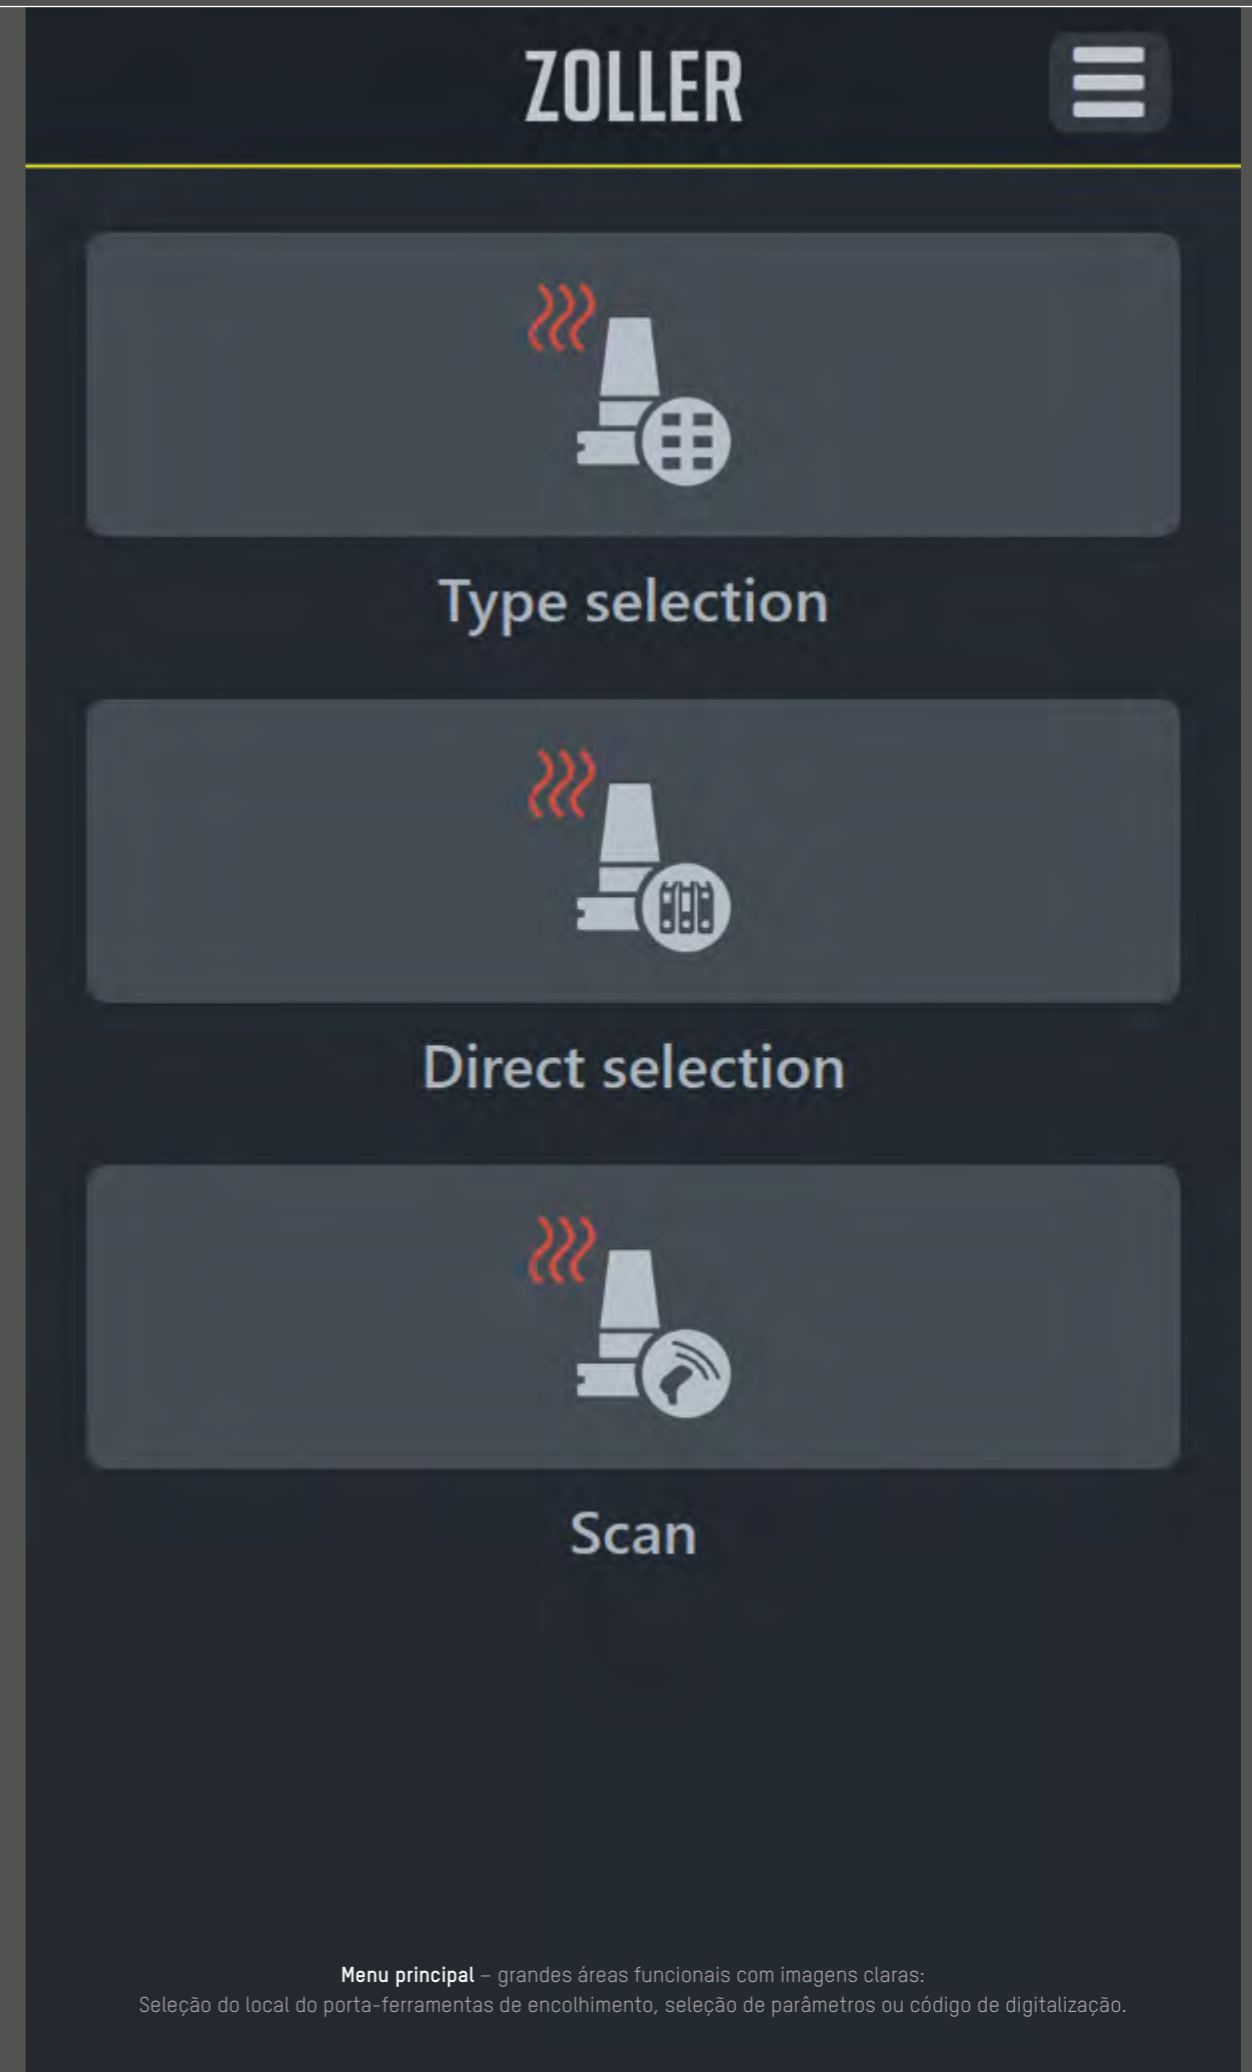 ZOLLER
Type selection
Direct selection
Scan
Menu principal – grandes áreas funcionais com imagens claras:
Seleção do local do porta-ferramentas de encolhimento, seleção de parâmetros ou código de digitalização.